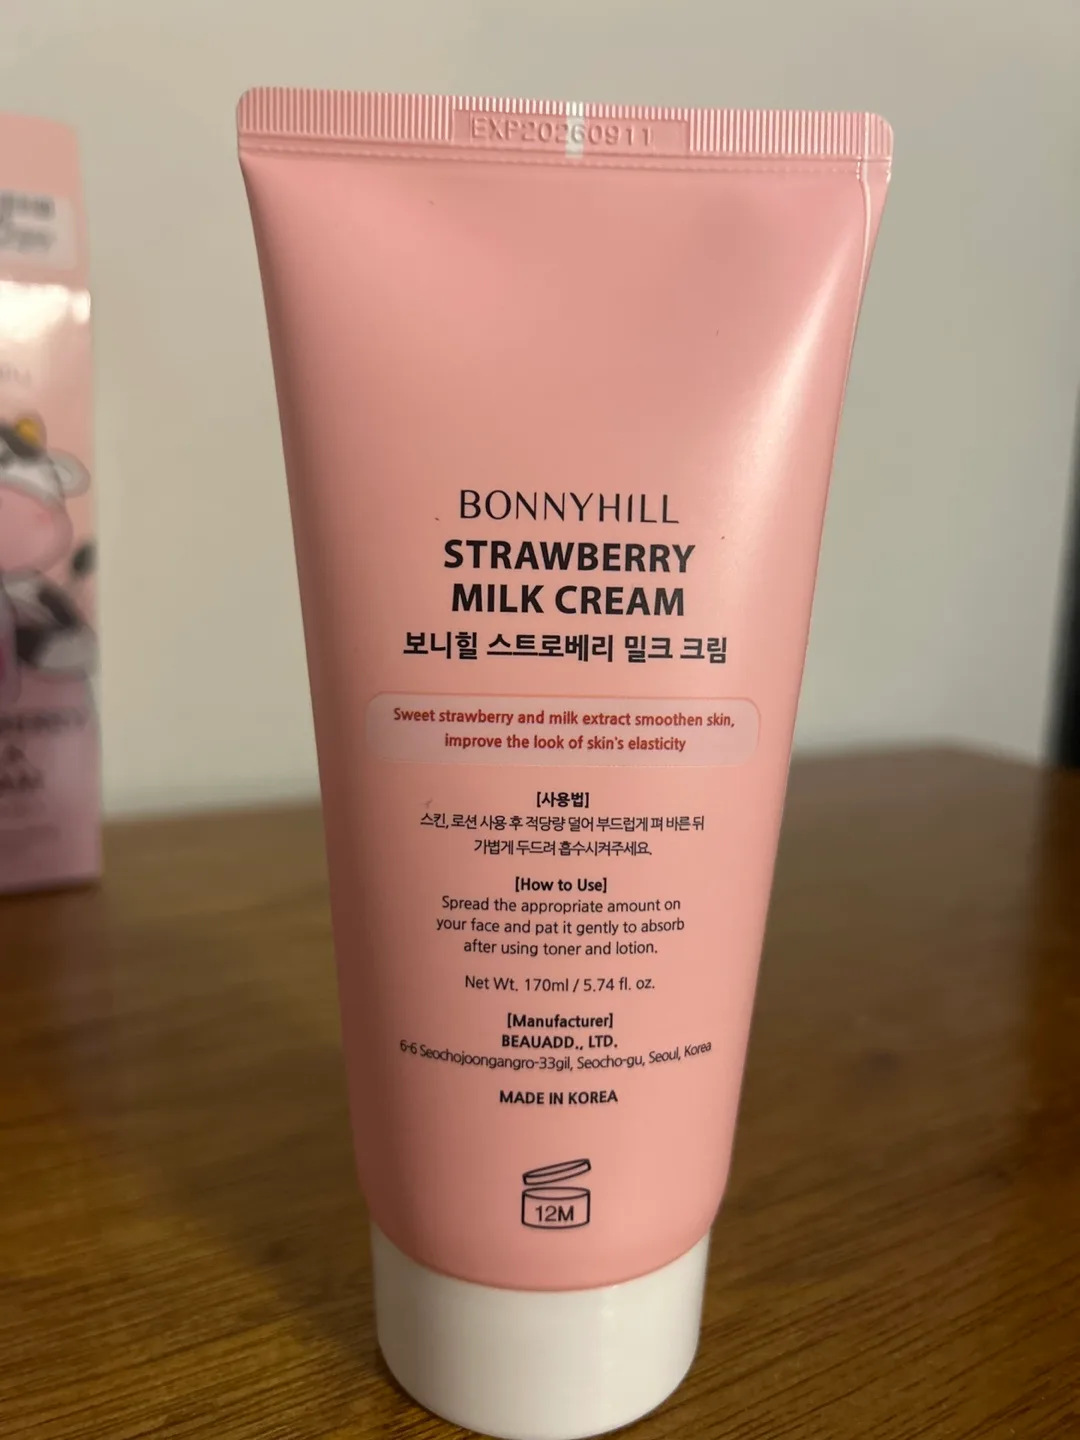 EXP20260911
BONNYHILL
STRAWBERRY
MILK CREAM
보니힐 스트로베리 밀크 크림
Sweet strawberry and milk extract smoothen skin,
improve the look of skin's elasticity
[사용법]
스킨, 로션 사용 후 적당량 덜어 부드럽게 펴 바른 뒤
가볍게 두드려 흡수시켜주세요.
[How to Use]
Spread the appropriate amount on
your face and pat it gently to absorb
after using toner and lotion.
Net Wt. 170ml / 5.74 fl. oz.
[Manufacturer]
BEAUADD., LTD.
6-6 Seochojoongangro-33gil, Seocho-gu, Seoul, Korea
MADE IN KOREA
12M